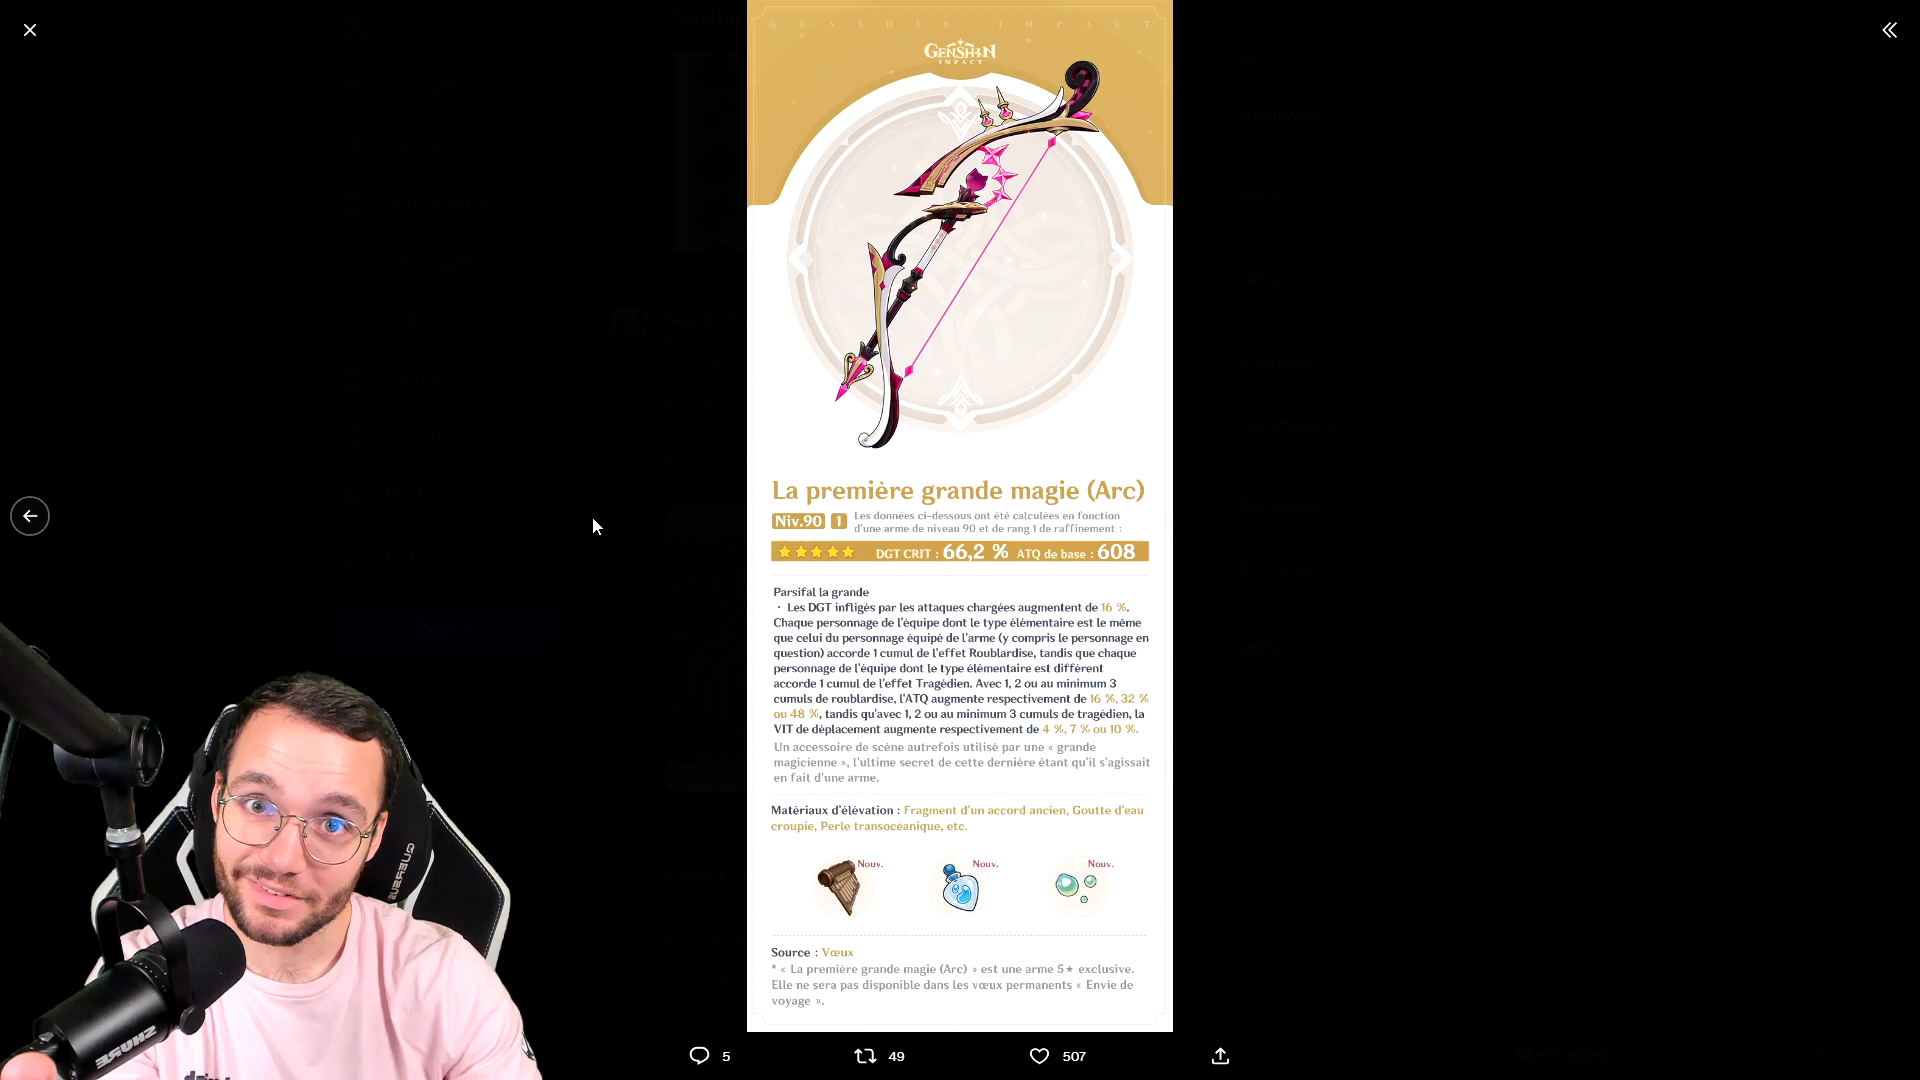 GENSHIN IMPACT
GENSHIN
IMPACT
La première grande magie (Arc)
Niv.90 1 Les données ci-dessous ont été calculées en fonction
d'une arme de niveau 90 et de rang 1 de raffinement :
DGT CRIT : 66,2 % ATQ de base : 608
Parsifal la grande
· Les DGT infligés par les attaques chargées augmentent de 16 %.
Chaque personnage de l'équipe dont le type élémentaire est le même
que celui du personnage équipé de l'arme (y compris le personnage en
question) accorde 1 cumul de l'effet Roublardise, tandis que chaque
personnage de l'équipe dont le type élémentaire est différent
accorde 1 cumul de l'effet Tragédien. Avec 1, 2 ou au minimum 3
cumuls de roublardise, l'ATQ augmente respectivement de 16 %, 32 %
ou 48 %, tandis qu'avec 1, 2 ou au minimum 3 cumuls de tragédien, la
VIT de déplacement augmente respectivement de 4 %, 7 % ou 10 %.
Un accessoire de scène autrefois utilisé par une « grande
magicienne », l'ultime secret de cette dernière étant qu'il s'agissait
en fait d'une arme.
Matériaux d'élévation : Fragment d'un accord ancien, Goutte d'eau
croupie, Perle transocéanique, etc.
Nouv. Nouv. Nouv.
Source : Vœux
* « La première grande magie (Arc) » est une arme 5★ exclusive.
Elle ne sera pas disponible dans les vœux permanents « Envie de
voyage ».
5 49 507
QUERSUS
SHURE